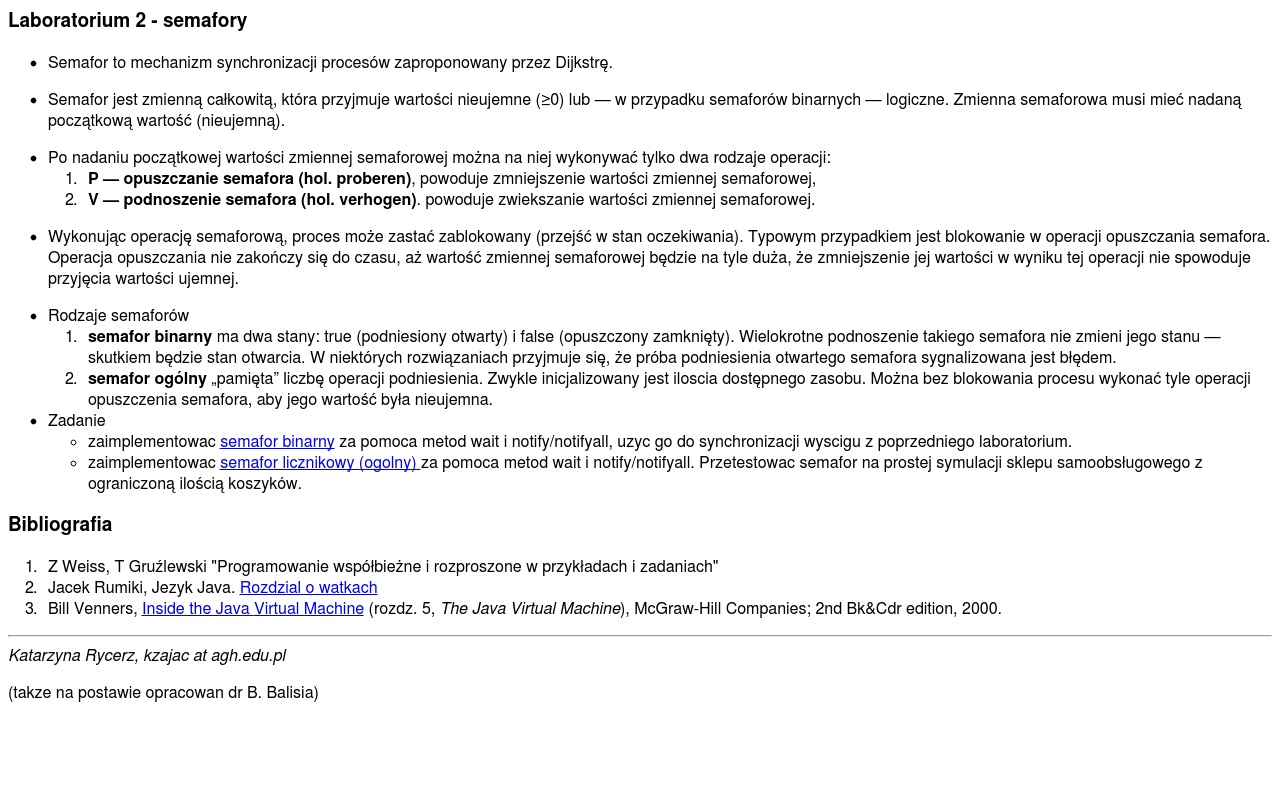 Laboratorium 2 - semafory
• Semafor to mechanizm synchronizacji procesów zaproponowany przez Dijkstrę.
• Semafor jest zmienną całkowitą, która przyjmuje wartości nieujemne (≥0) lub — w przypadku semaforów binarnych — logiczne. Zmienna semaforowa musi mieć nadaną
początkową wartość (nieujemną).
• Po nadaniu początkowej wartości zmiennej semaforowej można na niej wykonywać tylko dwa rodzaje operacji:
1. P — opuszczanie semafora (hol. proberen), powoduje zmniejszenie wartości zmiennej semaforowej,
2. V — podnoszenie semafora (hol. verhogen). powoduje zwiekszanie wartości zmiennej semaforowej.
• Wykonując operację semaforową, proces może zastać zablokowany (przejść w stan oczekiwania). Typowym przypadkiem jest blokowanie w operacji opuszczania semafora.
Operacja opuszczania nie zakończy się do czasu, aż wartość zmiennej semaforowej będzie na tyle duża, że zmniejszenie jej wartości w wyniku tej operacji nie spowoduje
przyjęcia wartości ujemnej.
• Rodzaje semaforów
1. semafor binarny ma dwa stany: true (podniesiony otwarty) i false (opuszczony zamknięty). Wielokrotne podnoszenie takiego semafora nie zmieni jego stanu —
skutkiem będzie stan otwarcia. W niektórych rozwiązaniach przyjmuje się, że próba podniesienia otwartego semafora sygnalizowana jest błędem.
2. semafor ogólny „pamięta” liczbę operacji podniesienia. Zwykle inicjalizowany jest iloscia dostępnego zasobu. Można bez blokowania procesu wykonać tyle operacji
opuszczenia semafora, aby jego wartość była nieujemna.
• Zadanie
◦ zaimplementowac semafor binarny za pomoca metod wait i notify/notifyall, uzyc go do synchronizacji wyscigu z poprzedniego laboratorium.
◦ zaimplementowac semafor licznikowy (ogolny) za pomoca metod wait i notify/notifyall. Przetestowac semafor na prostej symulacji sklepu samoobsługowego z
ograniczoną ilością koszyków.
Bibliografia
1. Z Weiss, T Gruźlewski "Programowanie współbieżne i rozproszone w przykładach i zadaniach"
2. Jacek Rumiki, Jezyk Java. Rozdzial o watkach
3. Bill Venners, Inside the Java Virtual Machine (rozdz. 5, The Java Virtual Machine), McGraw-Hill Companies; 2nd Bk&Cdr edition, 2000.
Katarzyna Rycerz, kzajac at agh.edu.pl
(takze na postawie opracowan dr B. Balisia)